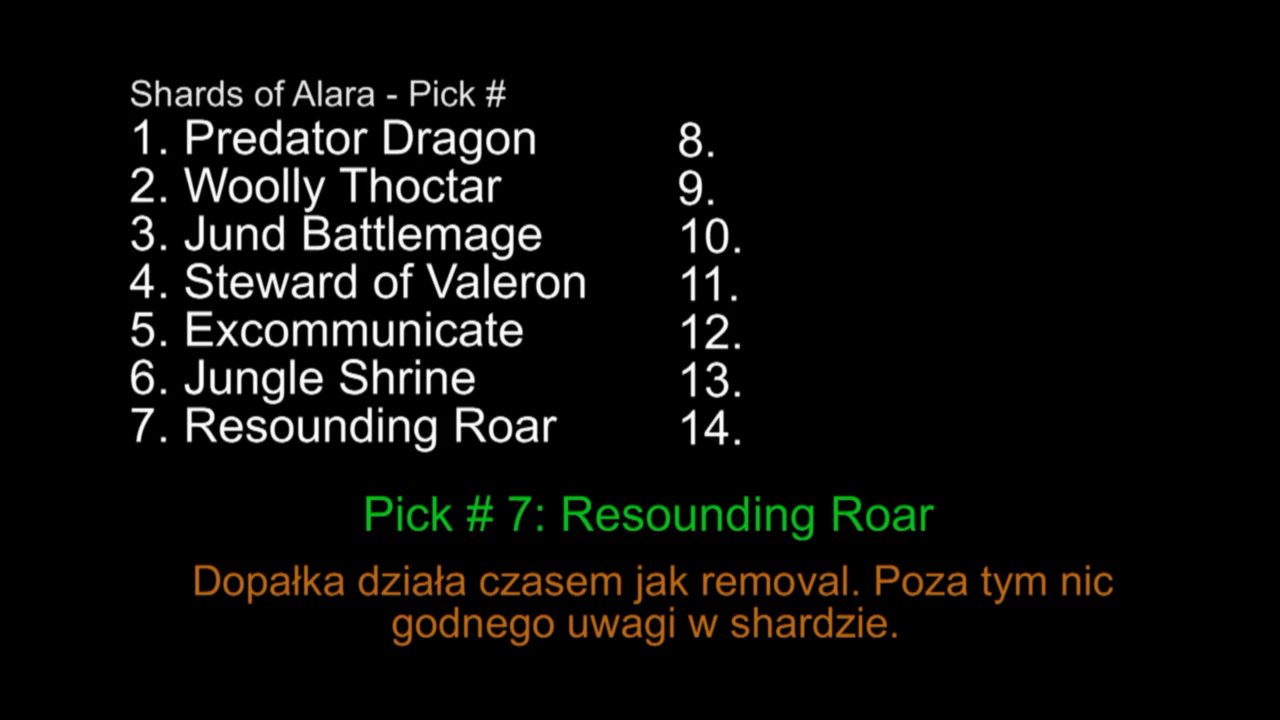 Shards of Alara - Pick #
1. Predator Dragon
2. Woolly Thoctar
3. Jund Battlemage
4. Steward of Valeron
5. Excommunicate
6. Jungle Shrine
7. Resounding Roar
8.
9.
10.
11.
12.
13.
14.
Pick # 7: Resounding Roar
Dopałka działa czasem jak removal. Poza tym nic
godnego uwagi w shardzie.